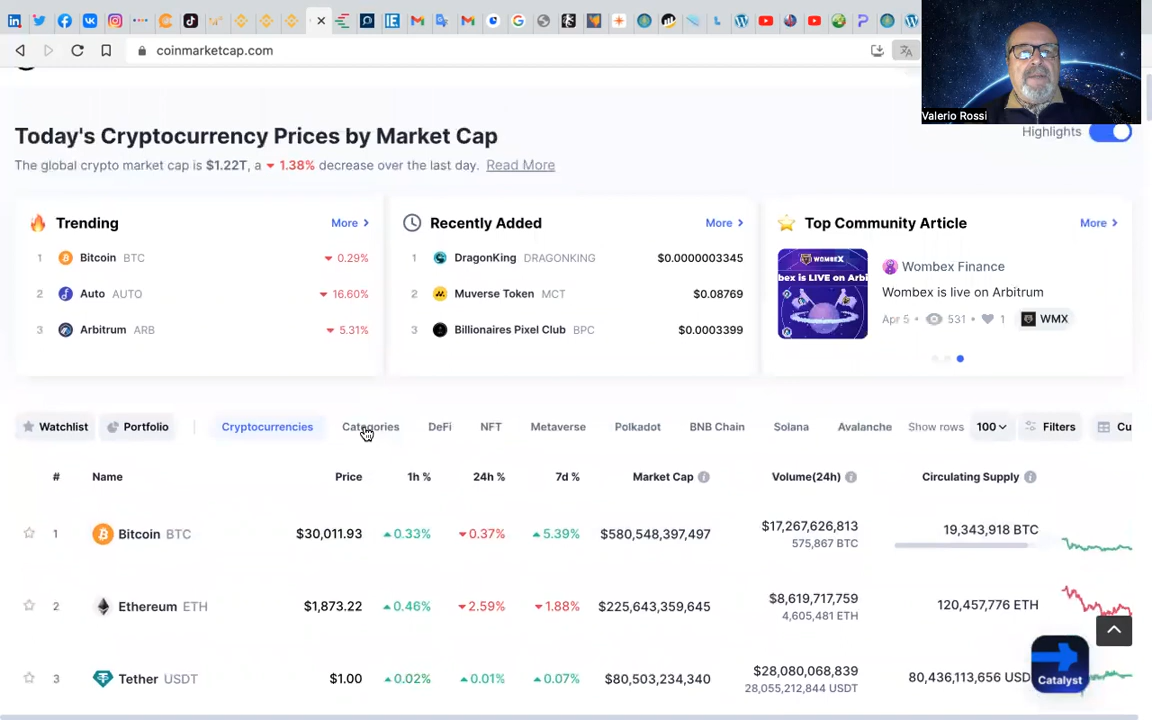 coinmarketcap.com
Valerio Rossi
Today's Cryptocurrency Prices by Market Cap
Highlights
The global crypto market cap is $1.22T, a 1.38% decrease over the last day. Read More
Trending More
1 Bitcoin BTC 0.29%
2 Auto AUTO 16.60%
3 Arbitrum ARB 5.31%
Recently Added More
1 DragonKing DRAGONKING $0.0000003345
2 Muverse Token MCT $0.08769
3 Billionaires Pixel Club BPC $0.0003399
Top Community Article More
WOMBEX
bex is LIVE on Arbi
Wombex Finance
Wombex is live on Arbitrum
Apr 5 • 531 • 1 WMX
Watchlist Portfolio Cryptocurrencies Categories DeFi NFT Metaverse Polkadot BNB Chain Solana Avalanche Show rows 100 Filters Cu
# Name Price 1h % 24h % 7d % Market Cap Volume(24h) Circulating Supply
1 Bitcoin BTC $30,011.93 0.33% 0.37% 5.39% $580,548,397,497 $17,267,626,813 19,343,918 BTC
575,867 BTC
2 Ethereum ETH $1,873.22 0.46% 2.59% 1.88% $225,643,359,645 $8,619,717,759 120,457,776 ETH
4,605,481 ETH
3 Tether USDT $1.00 0.02% 0.01% 0.07% $80,503,234,340 $28,080,068,839 80,436,113,656 USD
28,055,212,844 USDT
Catalyst